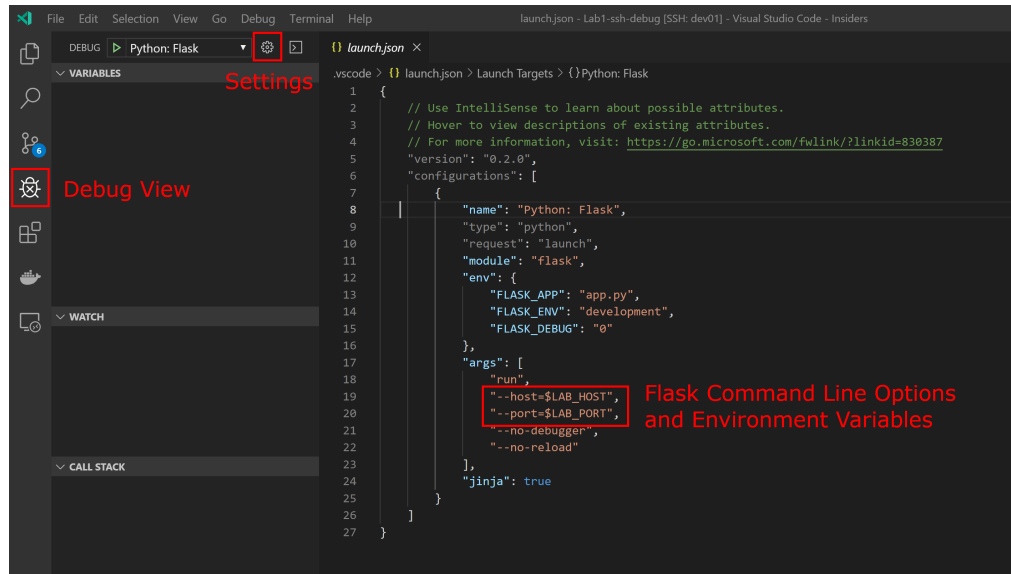 File Edit Selection View Go Debug Terminal Help launch.json - Lab1-ssh-debug [SSH: dev01] - Visual Studio Code - Insiders
DEBUG Python: Flask
{} launch.json ×
VARIABLES
Settings
.vscode > {} launch.json > Launch Targets > {} Python: Flask
1 {
2 // Use IntelliSense to learn about possible attributes.
3 // Hover to view descriptions of existing attributes.
4 // For more information, visit: https://go.microsoft.com/fwlink/?linkid=830387
5 "version": "0.2.0",
6 "configurations": [
7 {
8 "name": "Python: Flask",
9 "type": "python",
10 "request": "launch",
11 "module": "flask",
12 "env": {
13 "FLASK_APP": "app.py",
14 "FLASK_ENV": "development",
15 "FLASK_DEBUG": "0"
16 },
17 "args": [
18 "run",
19 "--host=$LAB_HOST",
20 "--port=$LAB_PORT",
21 "--no-debugger",
22 "--no-reload"
23 ],
24 "jinja": true
25 }
26 ]
27 }
6
Debug View
WATCH
Flask Command Line Options
and Environment Variables
CALL STACK